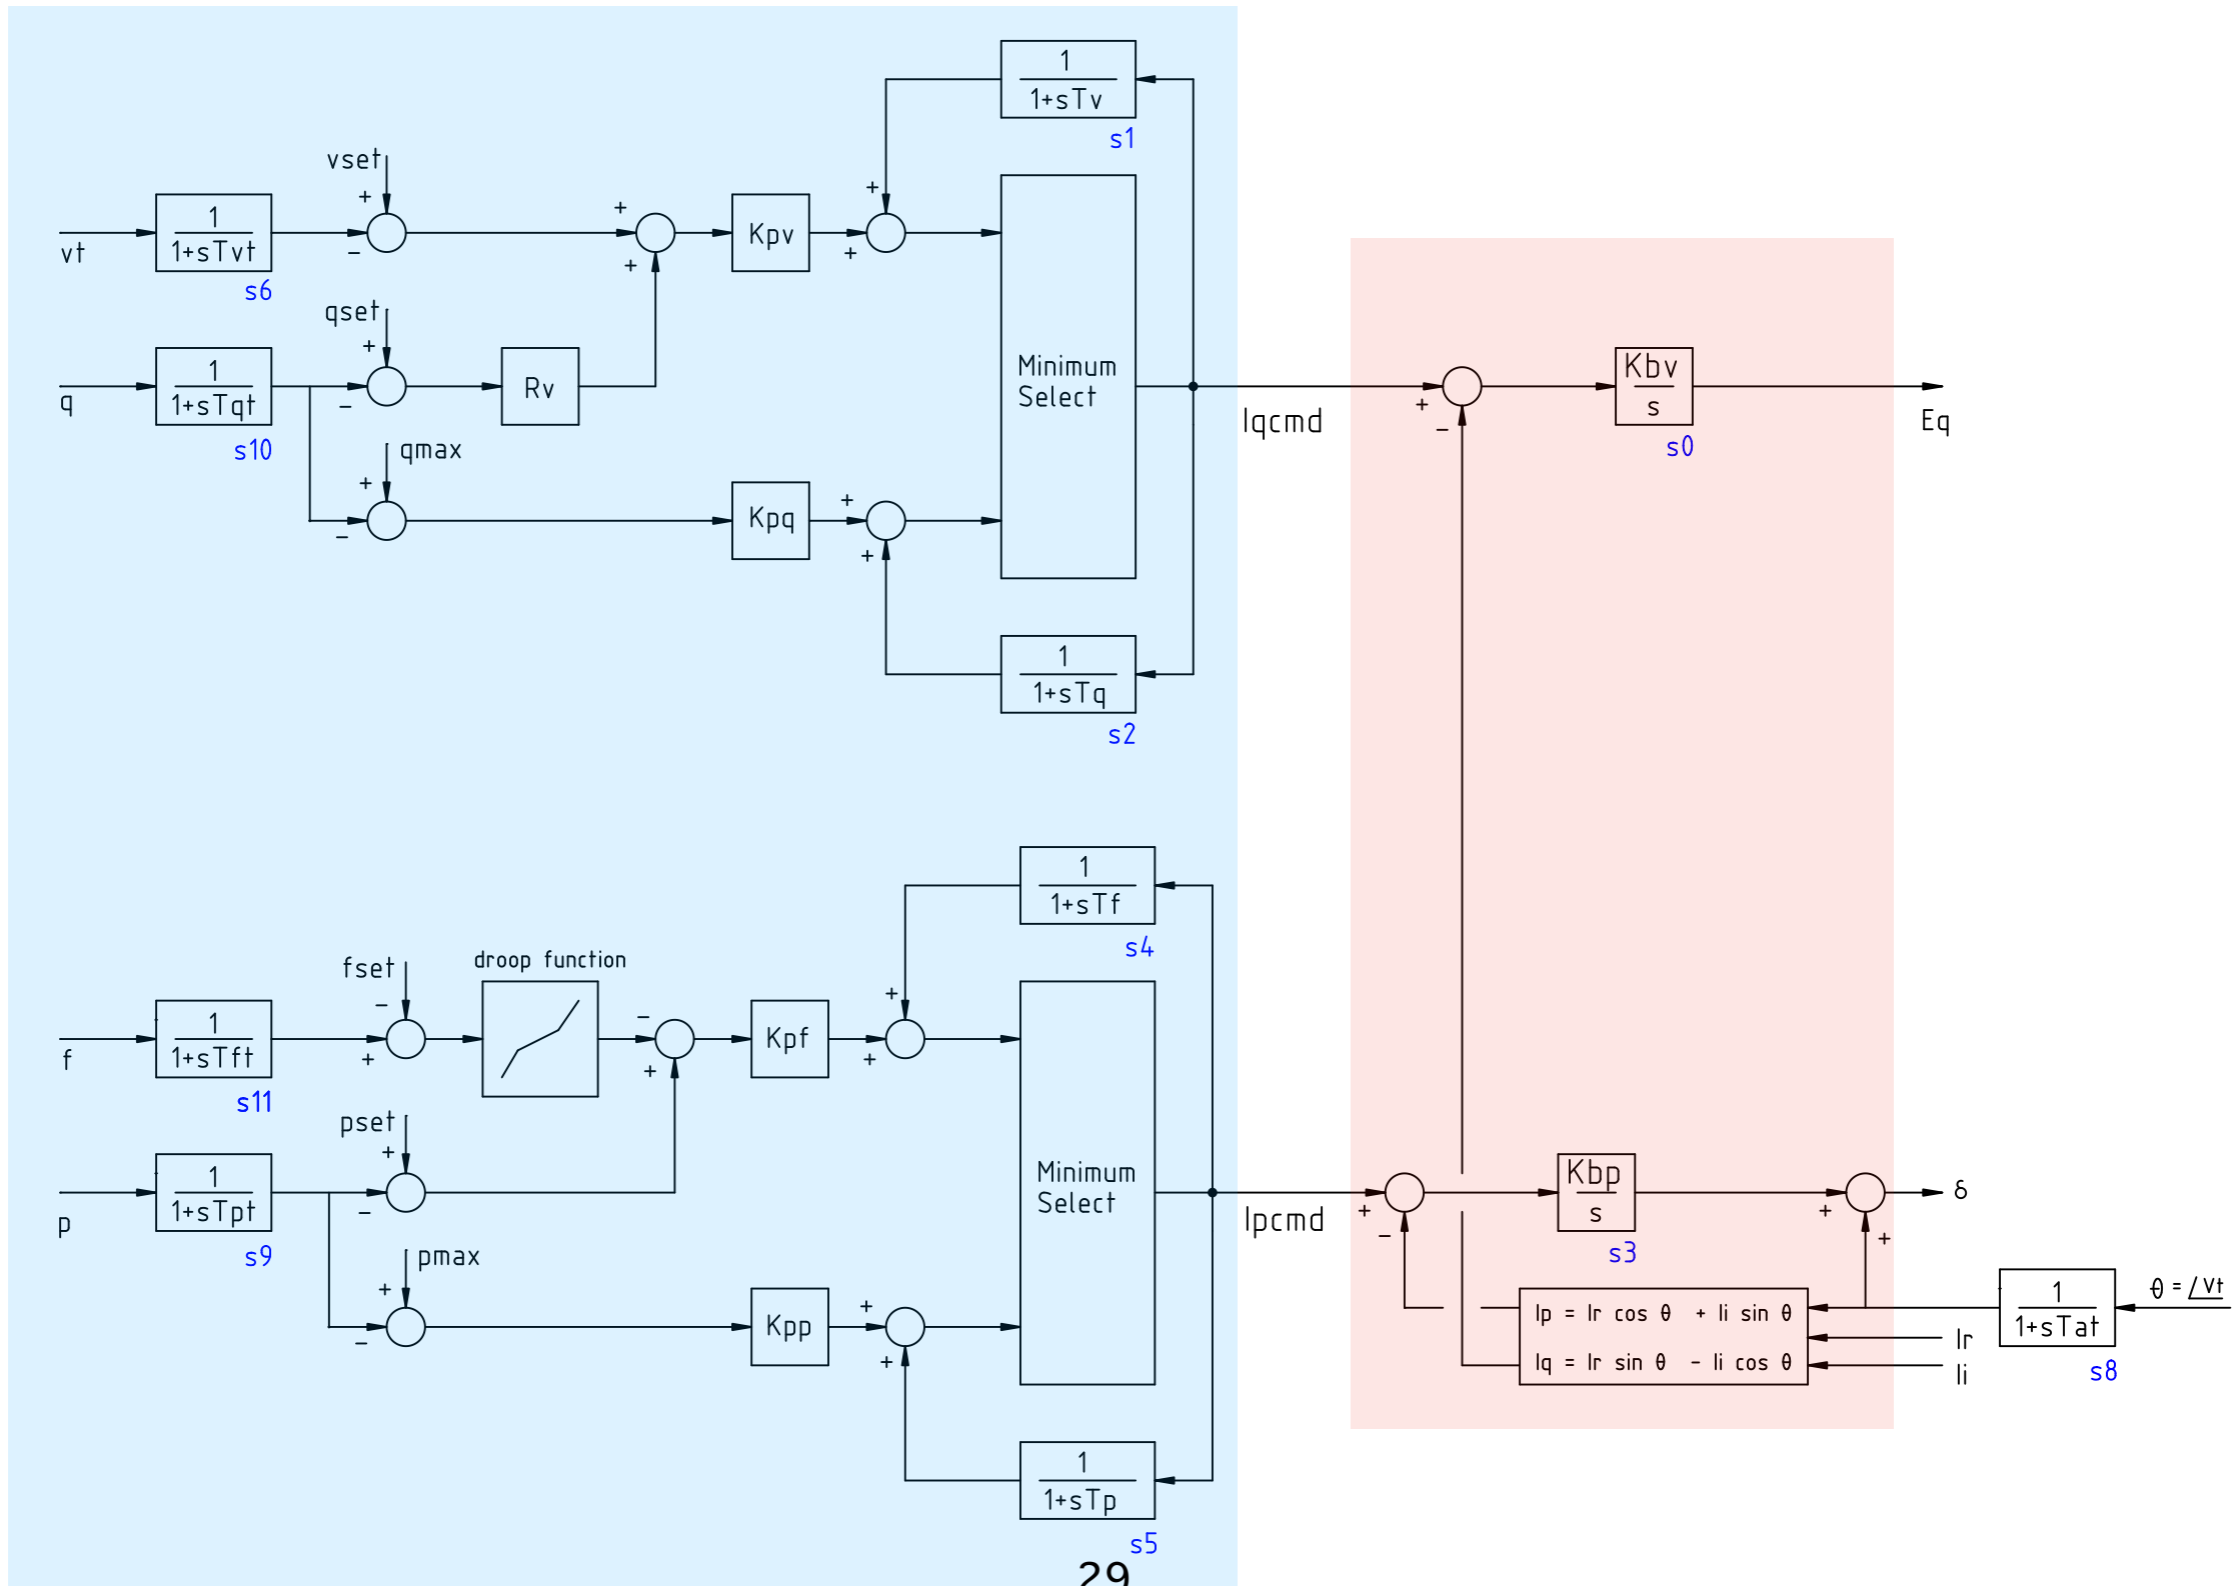 1
1+sTv
s1
vset
+
+
+
1
1+sTvt
vt
−
s6
+
Kpv
+
qset
+
1
1+sTqt
q
−
s10
Rv
Minimum
Select
Iqcmd
+
−
Kbv
s
s0
Eq
qmax
+
−
Kpq
+
+
1
1+sTq
s2
1
1+sTf
s4
droop function
fset
−
+
−
1
1+sTft
f
+
s11
+
Kpf
+
pset
+
1
1+sTpt
p
−
s9
Minimum
Select
Ipcmd
+
−
Kbp
s
s3
+
+
δ
pmax
+
−
Kpp
+
+
Ip = Ir cos θ + Ii sin θ
Iq = Ir sin θ − Ii cos θ
Ir
Ii
1
1+sTat
s8
θ = ∠Vt
1
1+sTp
s5
29